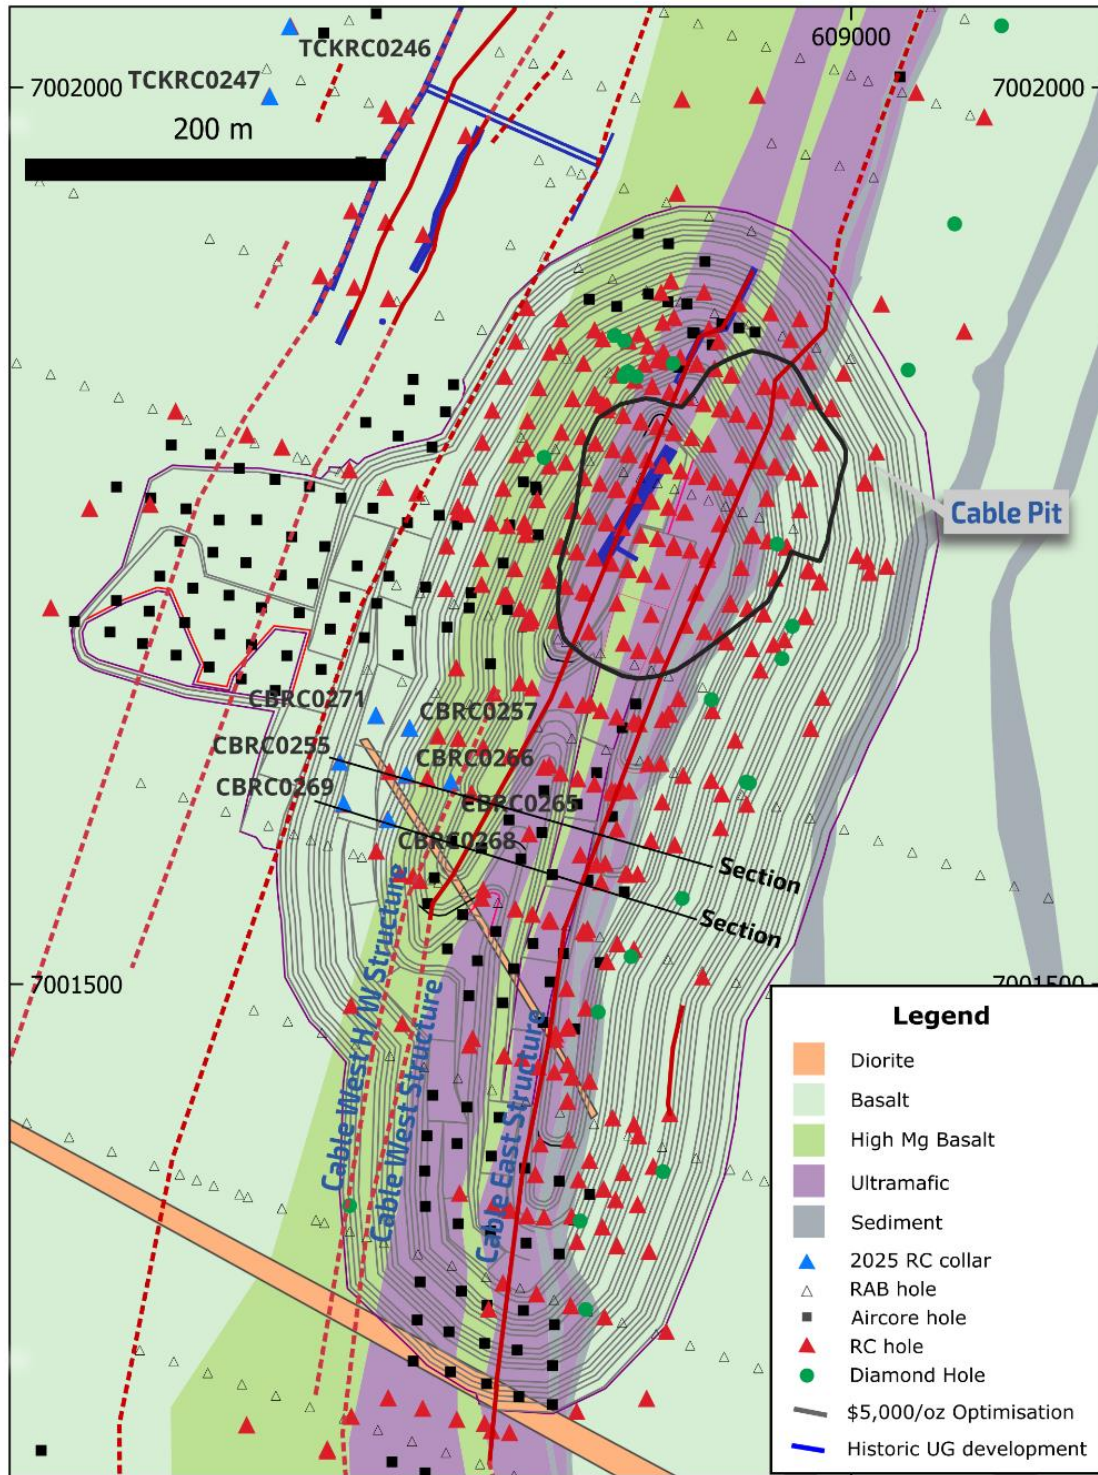 609000
TCKRC0246
TCKRC0247
7002000
7002000
200 m
Cable Pit
CBRC0271
CBRC0257
CBRC0255
CBRC0266
CBRC0269
CBRC0265
CBRC0268
Section
Section
7001500
7001500
Cable West H/W Structure
Cable West Structure
Cable East Structure
Legend
Diorite
Basalt
High Mg Basalt
Ultramafic
Sediment
2025 RC collar
RAB hole
Aircore hole
RC hole
Diamond Hole
$5,000/oz Optimisation
Historic UG development